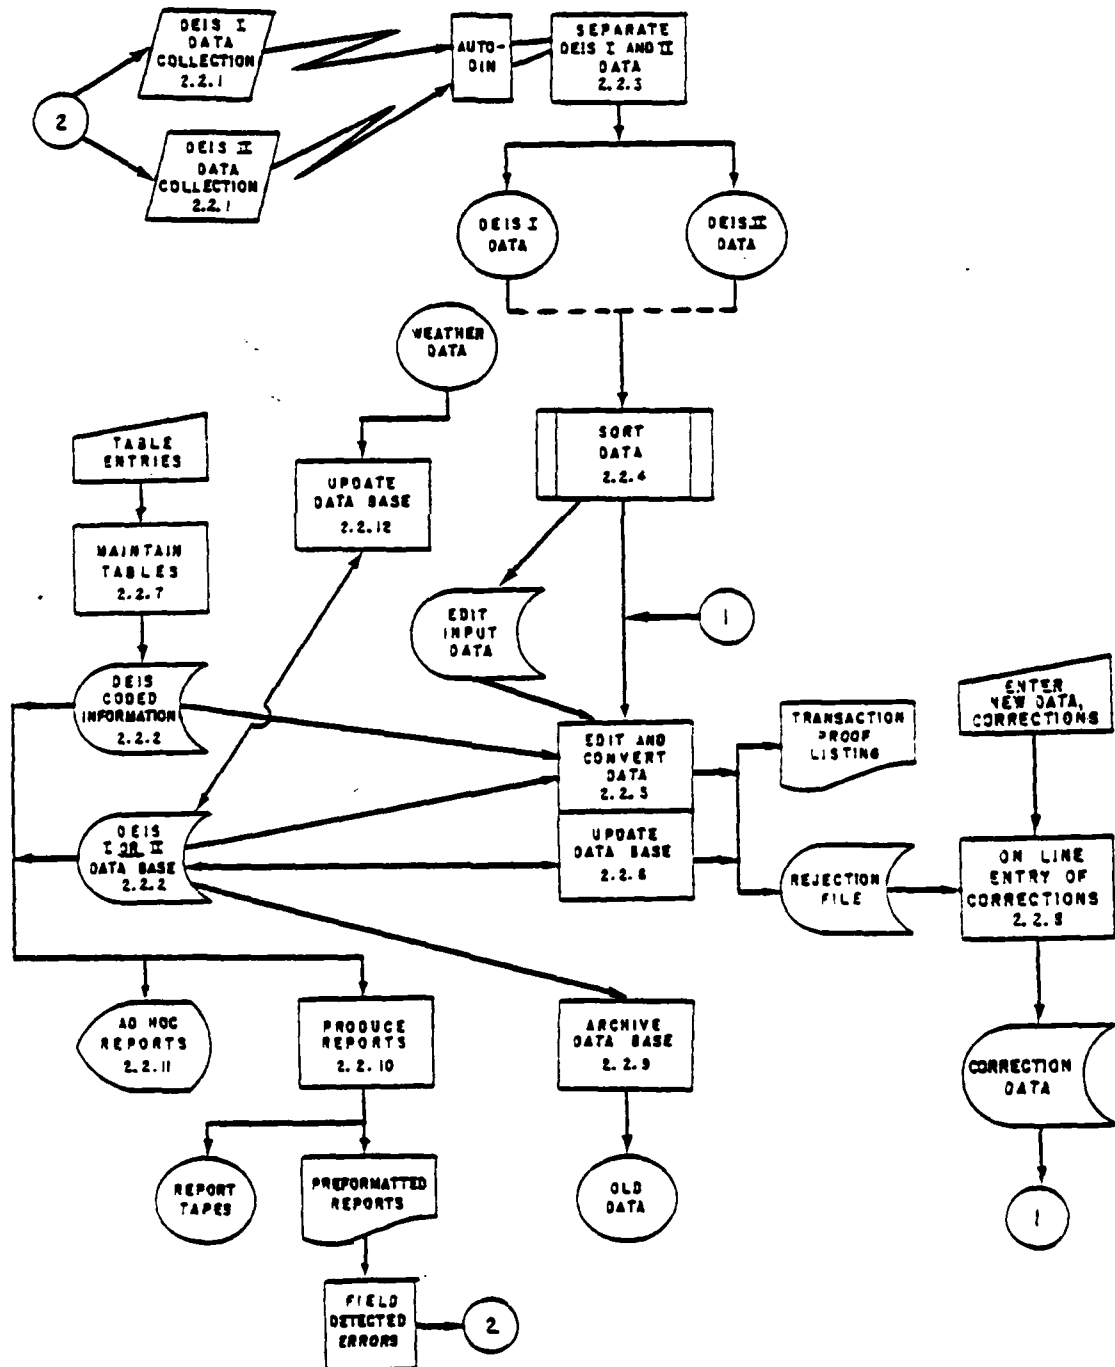 DEIS I
DATA
COLLECTION
2.2.1
AUTO-
DIN
SEPARATE
DEIS I AND II
DATA
2.2.3
2
DEIS II
DATA
COLLECTION
2.2.1
DEIS I
DATA
DEIS II
DATA
WEATHER
DATA
TABLE
ENTRIES
UPDATE
DATA BASE
2.2.12
SORT
DATA
2.2.4
MAINTAIN
TABLES
2.2.7
EDIT
INPUT
DATA
1
DEIS
CODED
INFORMATION
2.2.2
EDIT AND
CONVERT
DATA
2.2.5
TRANSACTION
PROOF
LISTING
ENTER
NEW DATA,
CORRECTIONS
DEIS
I OR II
DATA BASE
2.2.2
UPDATE
DATA BASE
2.2.6
REJECTION
FILE
ON LINE
ENTRY OF
CORRECTIONS
2.2.8
AD HOC
REPORTS
2.2.11
PRODUCE
REPORTS
2.2.10
ARCHIVE
DATA BASE
2.2.9
CORRECTION
DATA
REPORT
TAPES
PREFORMATTED
REPORTS
OLD
DATA
1
FIELD
DETECTED
ERRORS
2